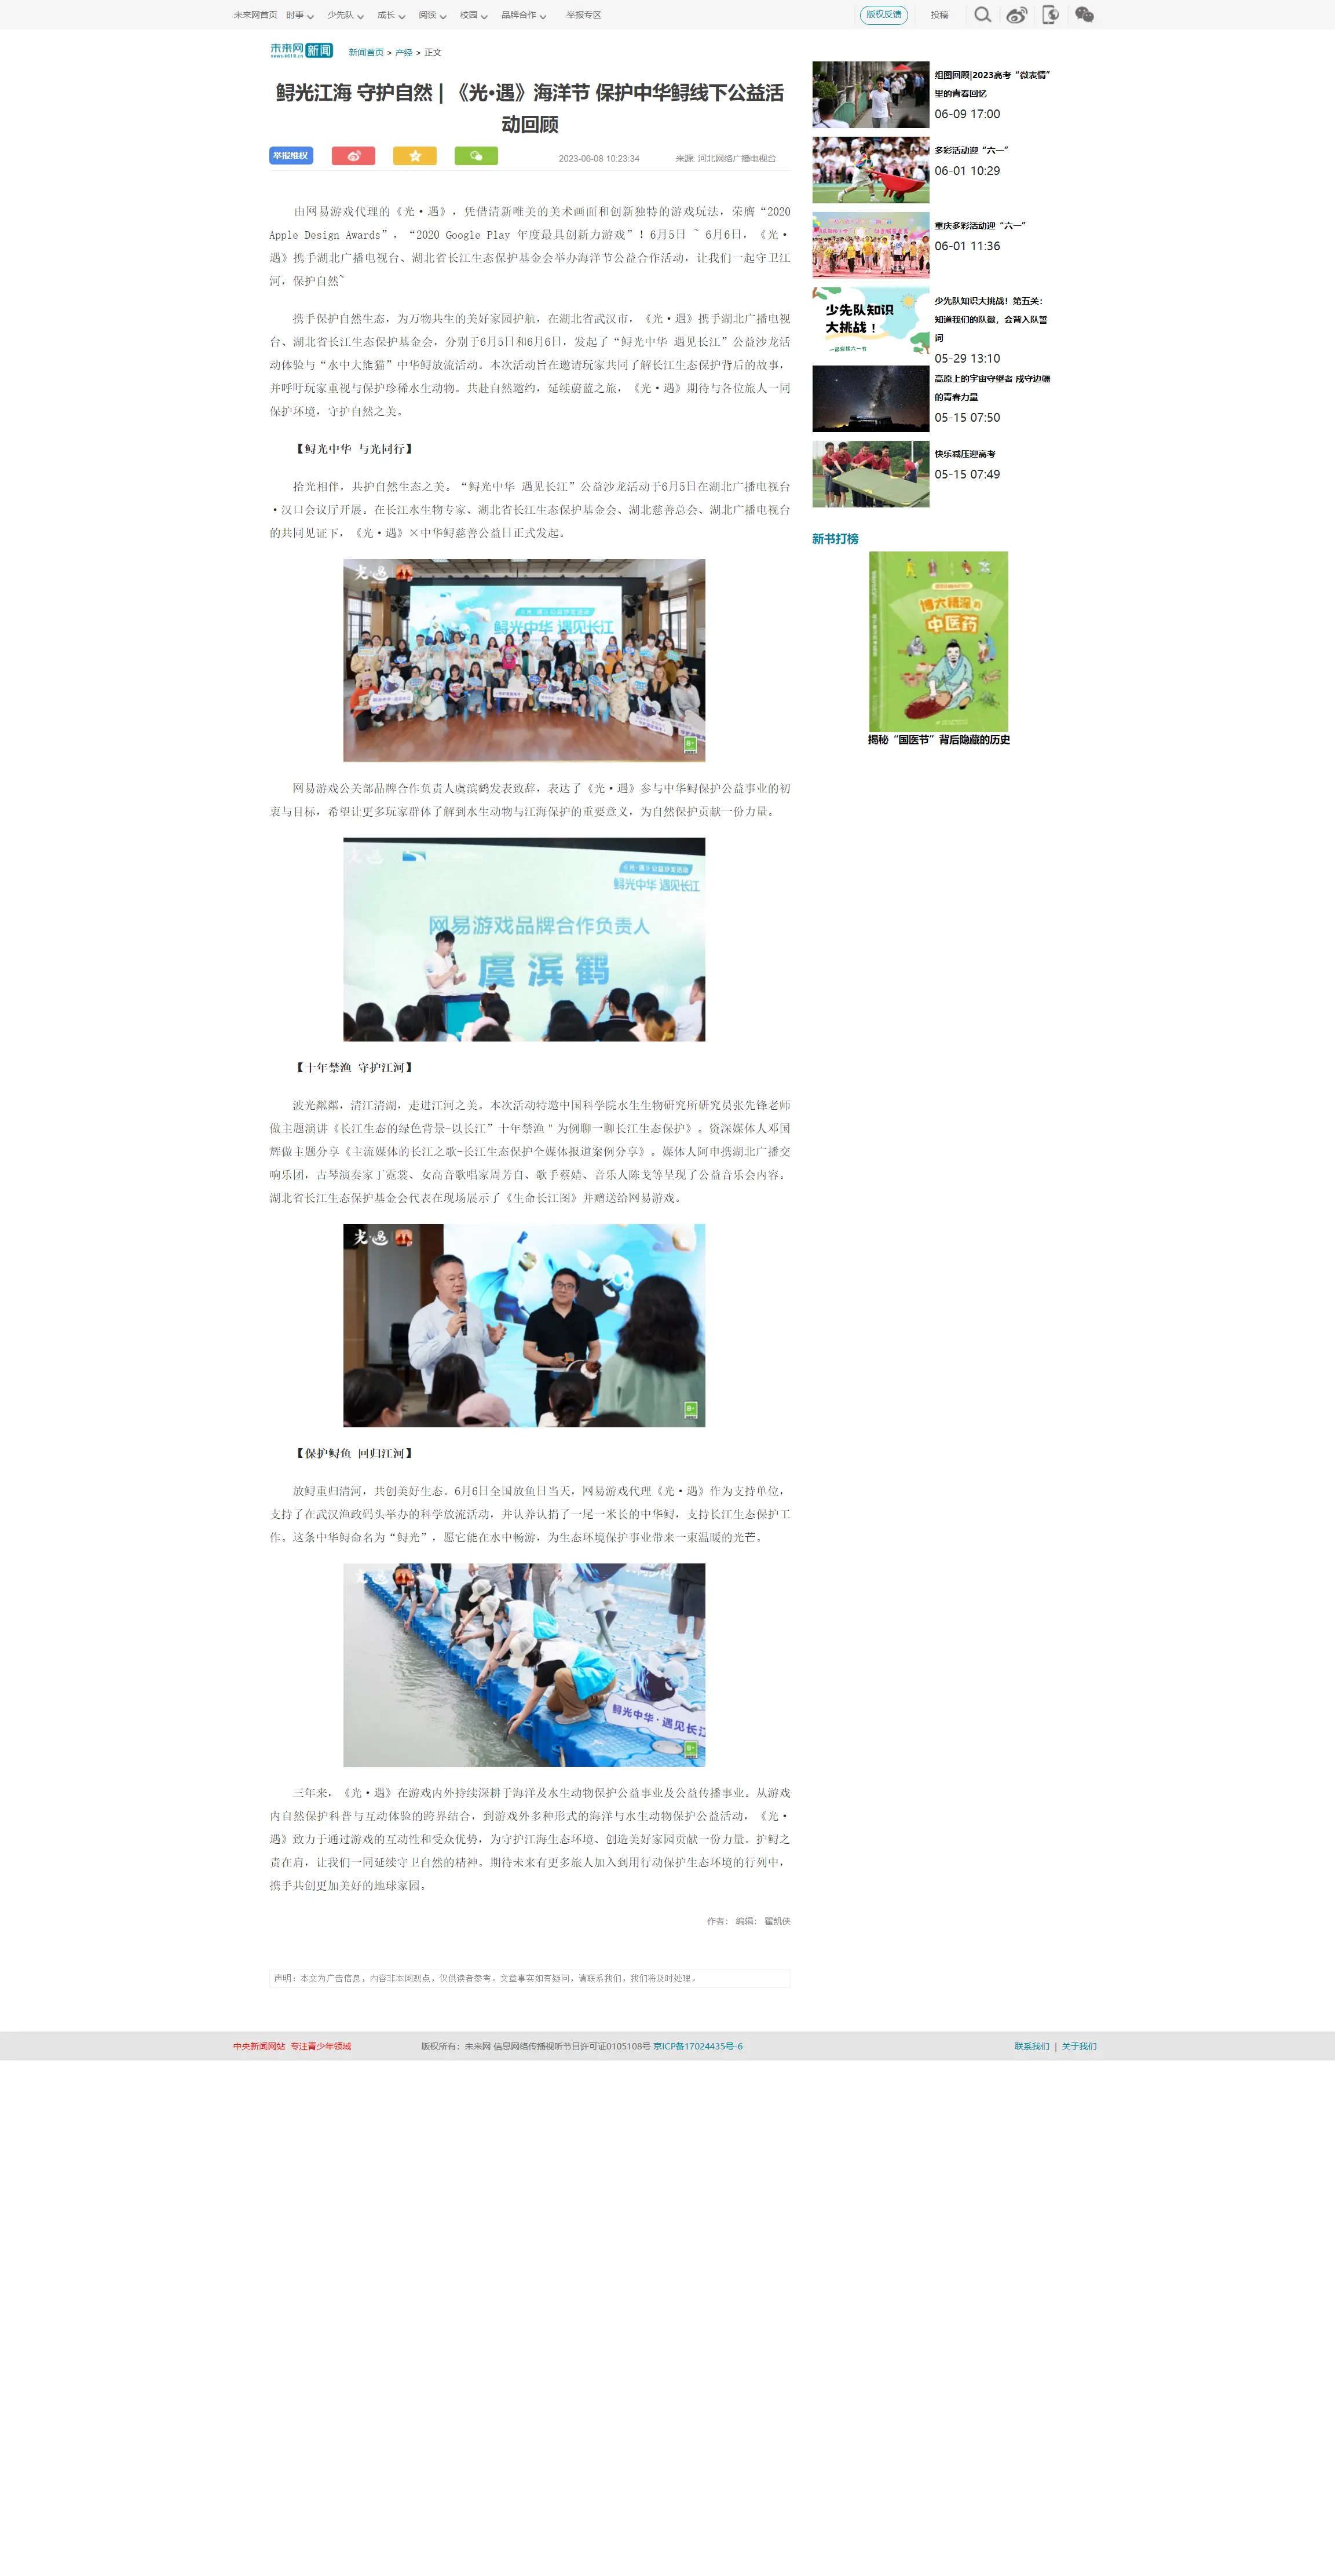 未来网首页 时事 少先队 成长 阅读 校园 品牌合作 举报专区 版权反馈 投稿
未来网 新闻
news.k618.cn
新闻首页 > 产经 > 正文
鲟光江海 守护自然 | 《光•遇》海洋节 保护中华鲟线下公益活
动回顾
举报维权
2023-06-08 10:23:34 来源: 河北网络广播电视台
由网易游戏代理的《光•遇》，凭借清新唯美的美术画面和创新独特的游戏玩法，荣膺“2020
Apple Design Awards”，“2020 Google Play 年度最具创新力游戏”！6月5日 ~ 6月6日，《光•
遇》携手湖北广播电视台、湖北省长江生态保护基金会举办海洋节公益合作活动，让我们一起守卫江
河，保护自然~
携手保护自然生态，为万物共生的美好家园护航，在湖北省武汉市，《光•遇》携手湖北广播电视
台、湖北省长江生态保护基金会，分别于6月5日和6月6日，发起了“鲟光中华 遇见长江”公益沙龙活
动体验与“水中大熊猫”中华鲟放流活动。本次活动旨在邀请玩家共同了解长江生态保护背后的故事，
并呼吁玩家重视与保护珍稀水生动物。共赴自然邀约，延续蔚蓝之旅，《光•遇》期待与各位旅人一同
保护环境，守护自然之美。
【鲟光中华 与光同行】
拾光相伴，共护自然生态之美。“鲟光中华 遇见长江”公益沙龙活动于6月5日在湖北广播电视台
•汉口会议厅开展。在长江水生物专家、湖北省长江生态保护基金会、湖北慈善总会、湖北广播电视台
的共同见证下，《光•遇》×中华鲟慈善公益日正式发起。
光·遇
《光·遇》公益沙龙活动
鲟光中华 遇见长江
8+
网易游戏公关部品牌合作负责人虞滨鹤发表致辞，表达了《光•遇》参与中华鲟保护公益事业的初
衷与目标，希望让更多玩家群体了解到水生动物与江海保护的重要意义，为自然保护贡献一份力量。
光·遇
《光·遇》公益沙龙活动
鲟光中华 遇见长江
网易游戏品牌合作负责人
虞滨鹤
【十年禁渔 守护江河】
波光粼粼，清江清湖，走进江河之美。本次活动特邀中国科学院水生生物研究所研究员张先锋老师
做主题演讲《长江生态的绿色背景-以长江”十年禁渔＂为例聊一聊长江生态保护》。资深媒体人邓国
辉做主题分享《主流媒体的长江之歌-长江生态保护全媒体报道案例分享》。媒体人阿申携湖北广播交
响乐团，古琴演奏家丁霓裳、女高音歌唱家周芳自、歌手蔡婧、音乐人陈戈等呈现了公益音乐会内容。
湖北省长江生态保护基金会代表在现场展示了《生命长江图》并赠送给网易游戏。
光·遇
8+
【保护鲟鱼 回归江河】
放鲟重归清河，共创美好生态。6月6日全国放鱼日当天，网易游戏代理《光•遇》作为支持单位，
支持了在武汉渔政码头举办的科学放流活动，并认养认捐了一尾一米长的中华鲟，支持长江生态保护工
作。这条中华鲟命名为“鲟光”，愿它能在水中畅游，为生态环境保护事业带来一束温暖的光芒。
光·遇
鲟光中华·遇见长江
8+
三年来，《光•遇》在游戏内外持续深耕于海洋及水生动物保护公益事业及公益传播事业。从游戏
内自然保护科普与互动体验的跨界结合，到游戏外多种形式的海洋与水生动物保护公益活动，《光•
遇》致力于通过游戏的互动性和受众优势，为守护江海生态环境、创造美好家园贡献一份力量。护鲟之
责在肩，让我们一同延续守卫自然的精神。期待未来有更多旅人加入到用行动保护生态环境的行列中，
携手共创更加美好的地球家园。
作者： 编辑： 瞿凯侠
声明：本文为广告信息，内容非本网观点，仅供读者参考。文章事实如有疑问，请联系我们，我们将及时处理。
组图回顾|2023高考“微表情”
里的青春回忆
06-09 17:00
多彩活动迎“六一”
06-01 10:29
重庆多彩活动迎“六一”
06-01 11:36
少先队知识
大挑战！
少先队知识大挑战！第五关：
知道我们的队徽，会背入队誓
词
05-29 13:10
高原上的宇宙守望者 戍守边疆
的青春力量
05-15 07:50
快乐减压迎高考
05-15 07:49
新书打榜
博大精深的
中医药
揭秘“国医节”背后隐藏的历史
中央新闻网站 专注青少年领域 版权所有：未来网 信息网络传播视听节目许可证0105108号 京ICP备17024435号-6 联系我们 | 关于我们